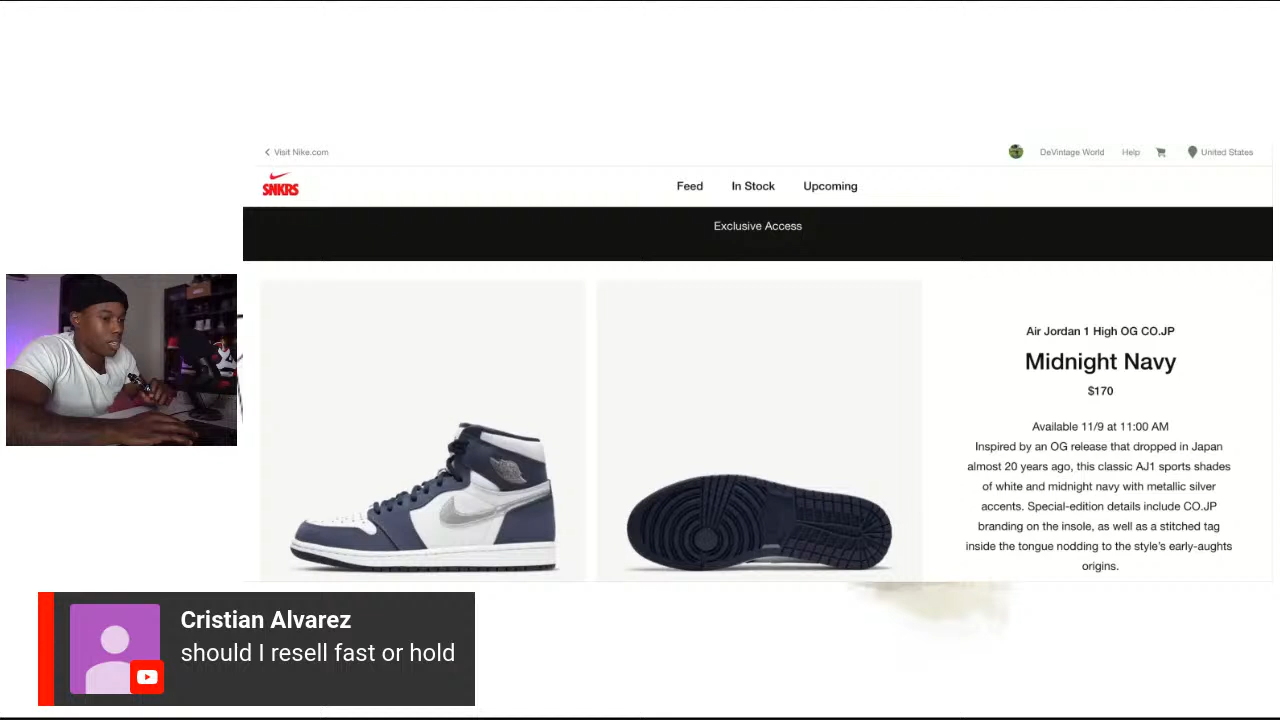 Visit Nike.com
DeVintage World Help United States
SNKRS
Feed In Stock Upcoming
Exclusive Access
Air Jordan 1 High OG CO.JP
Midnight Navy
$170
Available 11/9 at 11:00 AM
Inspired by an OG release that dropped in Japan
almost 20 years ago, this classic AJ1 sports shades
of white and midnight navy with metallic silver
accents. Special-edition details include CO.JP
branding on the insole, as well as a stitched tag
inside the tongue nodding to the style's early-aughts
origins.
Cristian Alvarez
should I resell fast or hold